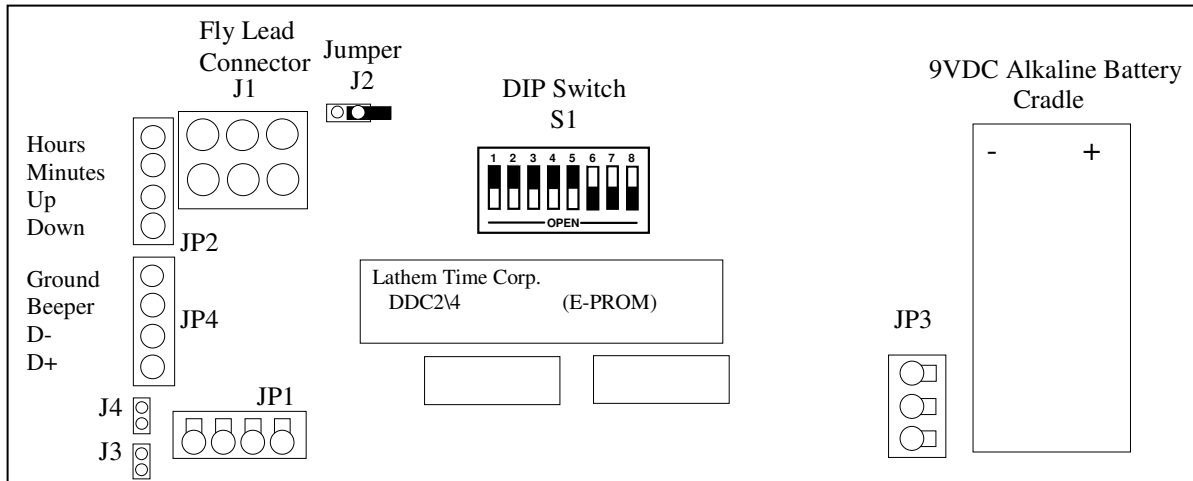 Fly Lead
Connector
J1
Jumper
J2
DIP Switch
S1
9VDC Alkaline Battery
Cradle
- +
1 2 3 4 5 6 7 8
OPEN
Hours
Minutes
Up
Down
JP2
Ground
Beeper
D-
D+
JP4
Lathem Time Corp.
DDC2\4 (E-PROM)
JP3
J4
J3
JP1